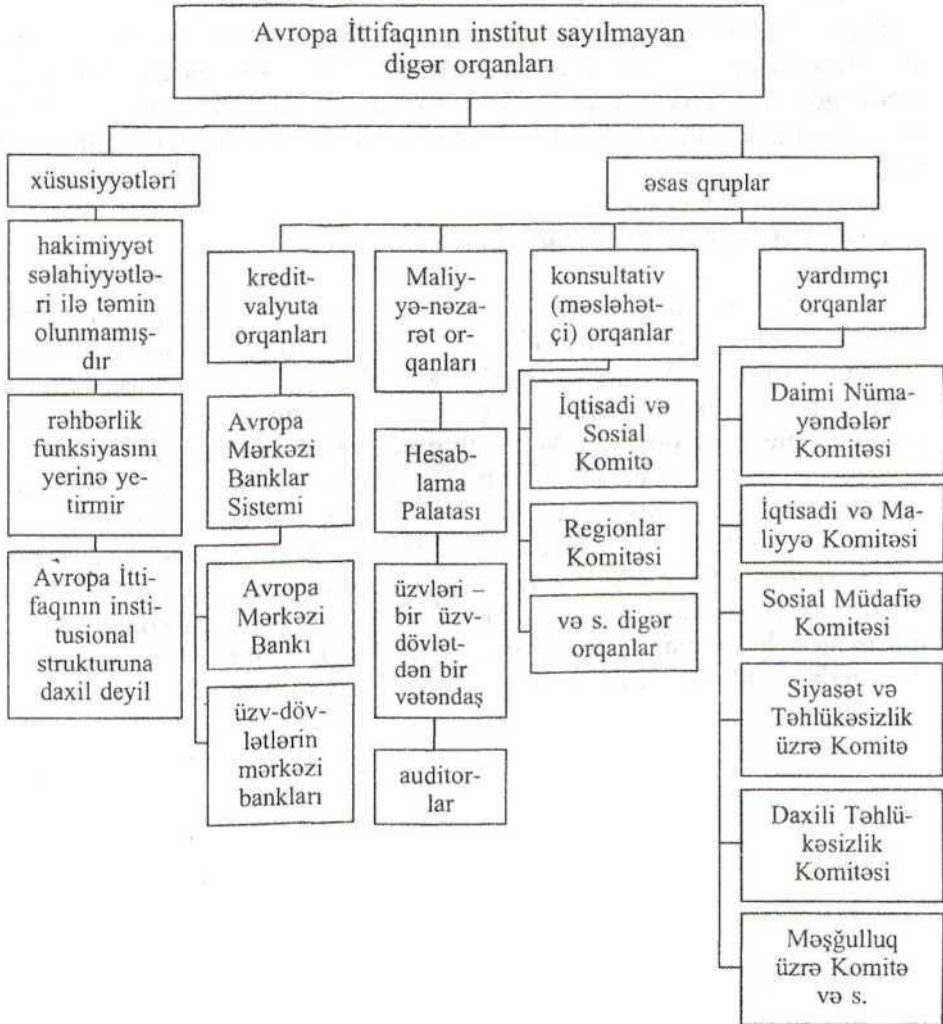 Avropa İttifaqının institut sayılmayan
digər orqanları
xüsusiyyətləri
əsas qruplar
hakimiyyət
səlahiyyətlə-
ri ilə təmin
olunmamış-
dır
rəhbərlik
funksiyasını
yerinə ye-
tirmir
Avropa İtti-
faqının insti-
tusional
strukturuna
daxil deyil
kredit-
valyuta
orqanları
Avropa
Mərkəzi
Banklar
Sistemi
Avropa
Mərkəzi
Bankı
üzv-döv-
lətlərin
mərkəzi
bankları
Maliy-
yə-nəza-
rət or-
qanları
Hesab-
lama
Palatası
üzvləri –
bir üzv-
dövlət-
dən bir
vətəndaş
auditor-
lar
konsultativ
(məsləhət-
çi) orqanlar
İqtisadi və
Sosial
Komitə
Regionlar
Komitəsi
və s. digər
orqanlar
yardımçı
orqanlar
Daimi Nüma-
yəndələr
Komitəsi
İqtisadi və Ma-
liyyə Komitəsi
Sosial Müdafiə
Komitəsi
Siyasət və
Təhlükəsizlik
üzrə Komitə
Daxili Təhlü-
kəsizlik
Komitəsi
Məşğulluq
üzrə Komitə
və s.